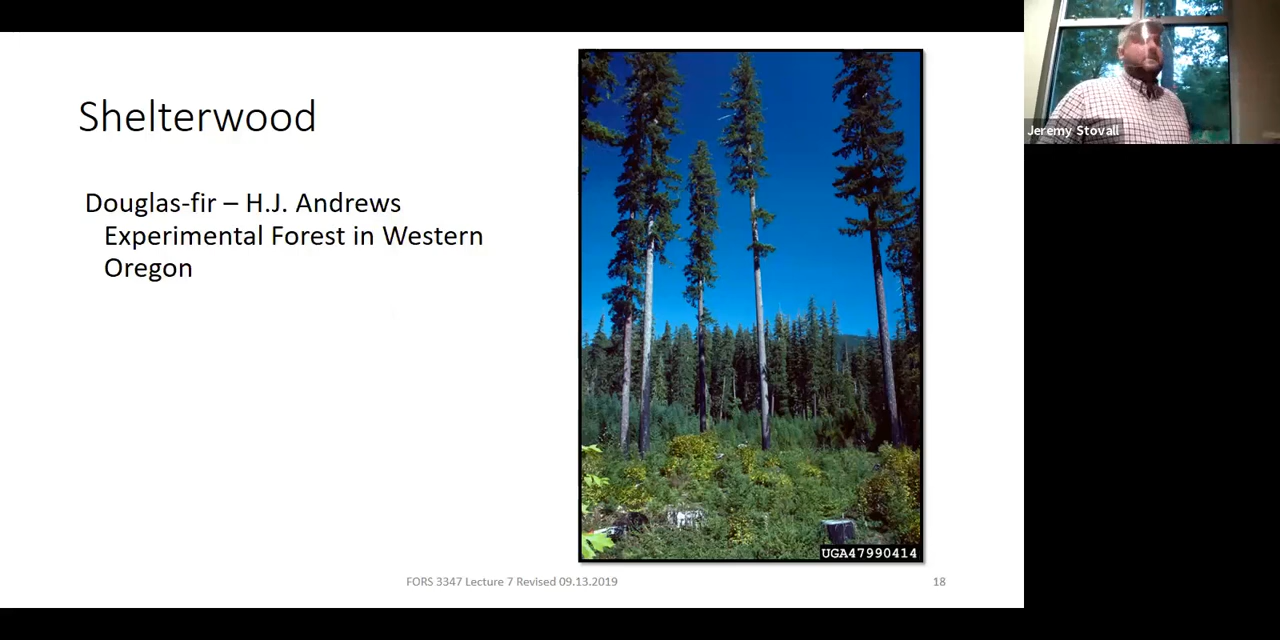 Shelterwood
Douglas-fir – H.J. Andrews
Experimental Forest in Western
Oregon
UGA47990414
FORS 3347 Lecture 7 Revised 09.13.2019
18
Jeremy Stovall